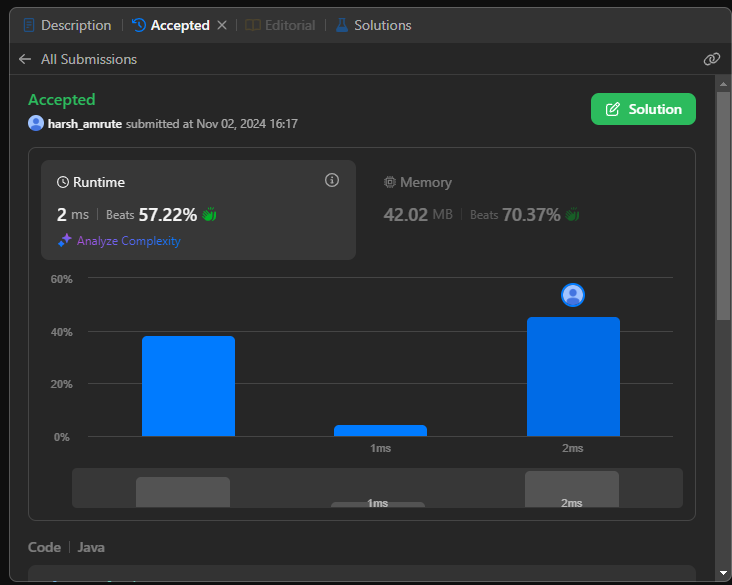 Description | Accepted × | Editorial | Solutions
← All Submissions
Accepted
harsh_amrute submitted at Nov 02, 2024 16:17
Solution
Runtime
2 ms | Beats 57.22%
Analyze Complexity
Memory
42.02 MB | Beats 70.37%
60%
40%
20%
0%
1ms 2ms
1ms 2ms
Code | Java